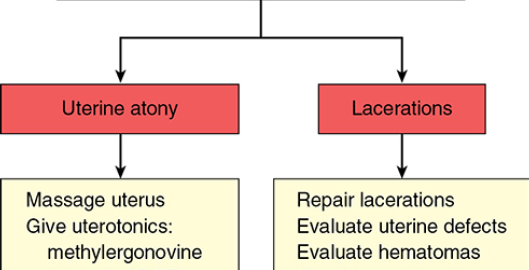 Uterine atony
Lacerations
Massage uterus
Give uterotonics:
methylergonovine
Repair lacerations
Evaluate uterine defects
Evaluate hematomas